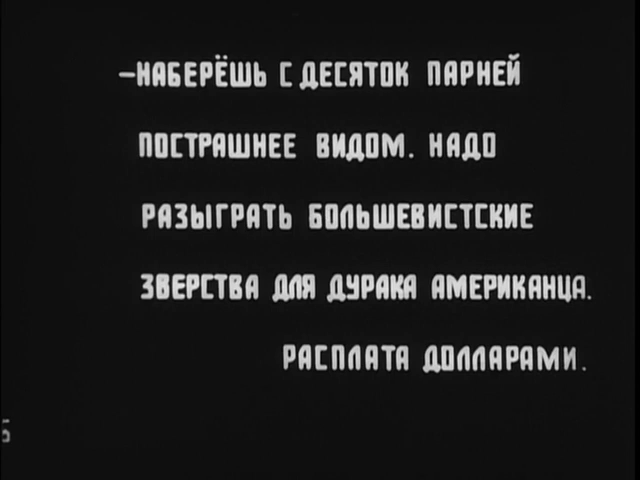 –НАБЕРЁШЬ С ДЕСЯТОК ПАРНЕЙ
ПОСТРАШНЕЕ ВИДОМ. НАДО
РАЗЫГРАТЬ БОЛЬШЕВИСТСКИЕ
ЗВЕРСТВА ДЛЯ ДУРАКА АМЕРИКАНЦА.
РАСПЛАТА ДОЛЛАРАМИ.